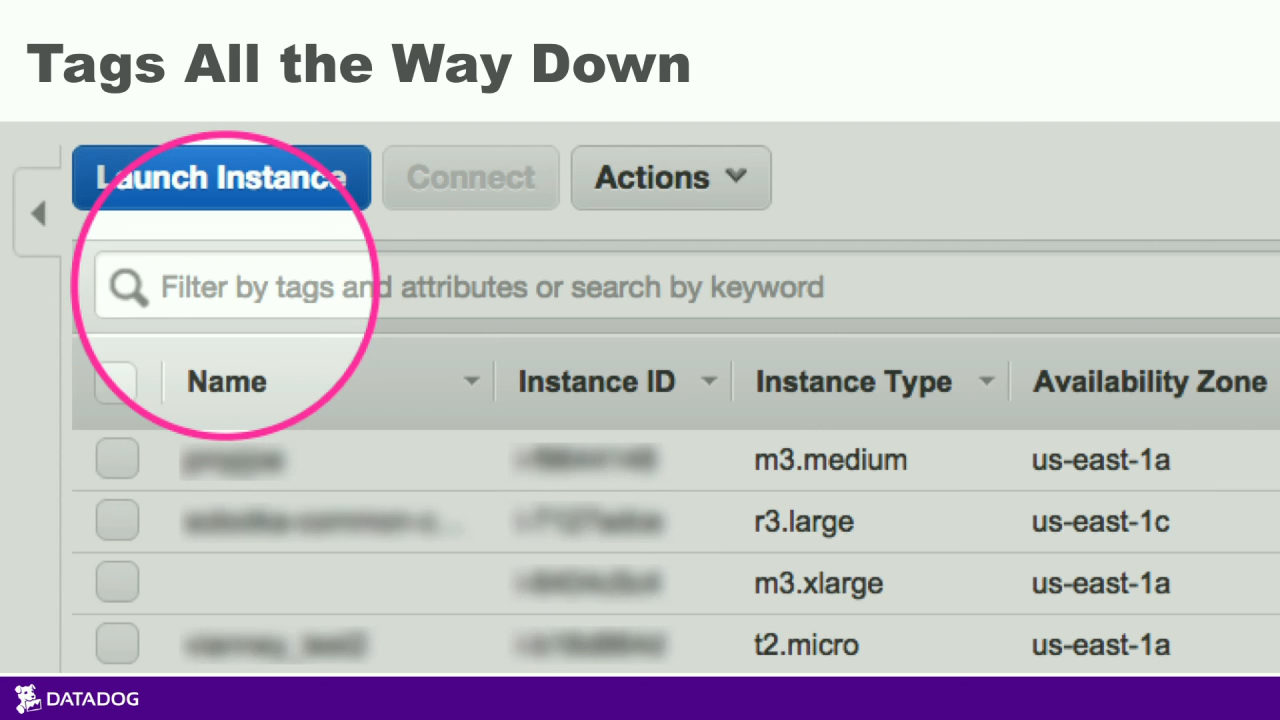 Tags All the Way Down
Launch Instance Connect Actions
Filter by tags and attributes or search by keyword
Name Instance ID Instance Type Availability Zone
m3.medium us-east-1a
r3.large us-east-1c
m3.xlarge us-east-1a
t2.micro us-east-1a
DATADOG